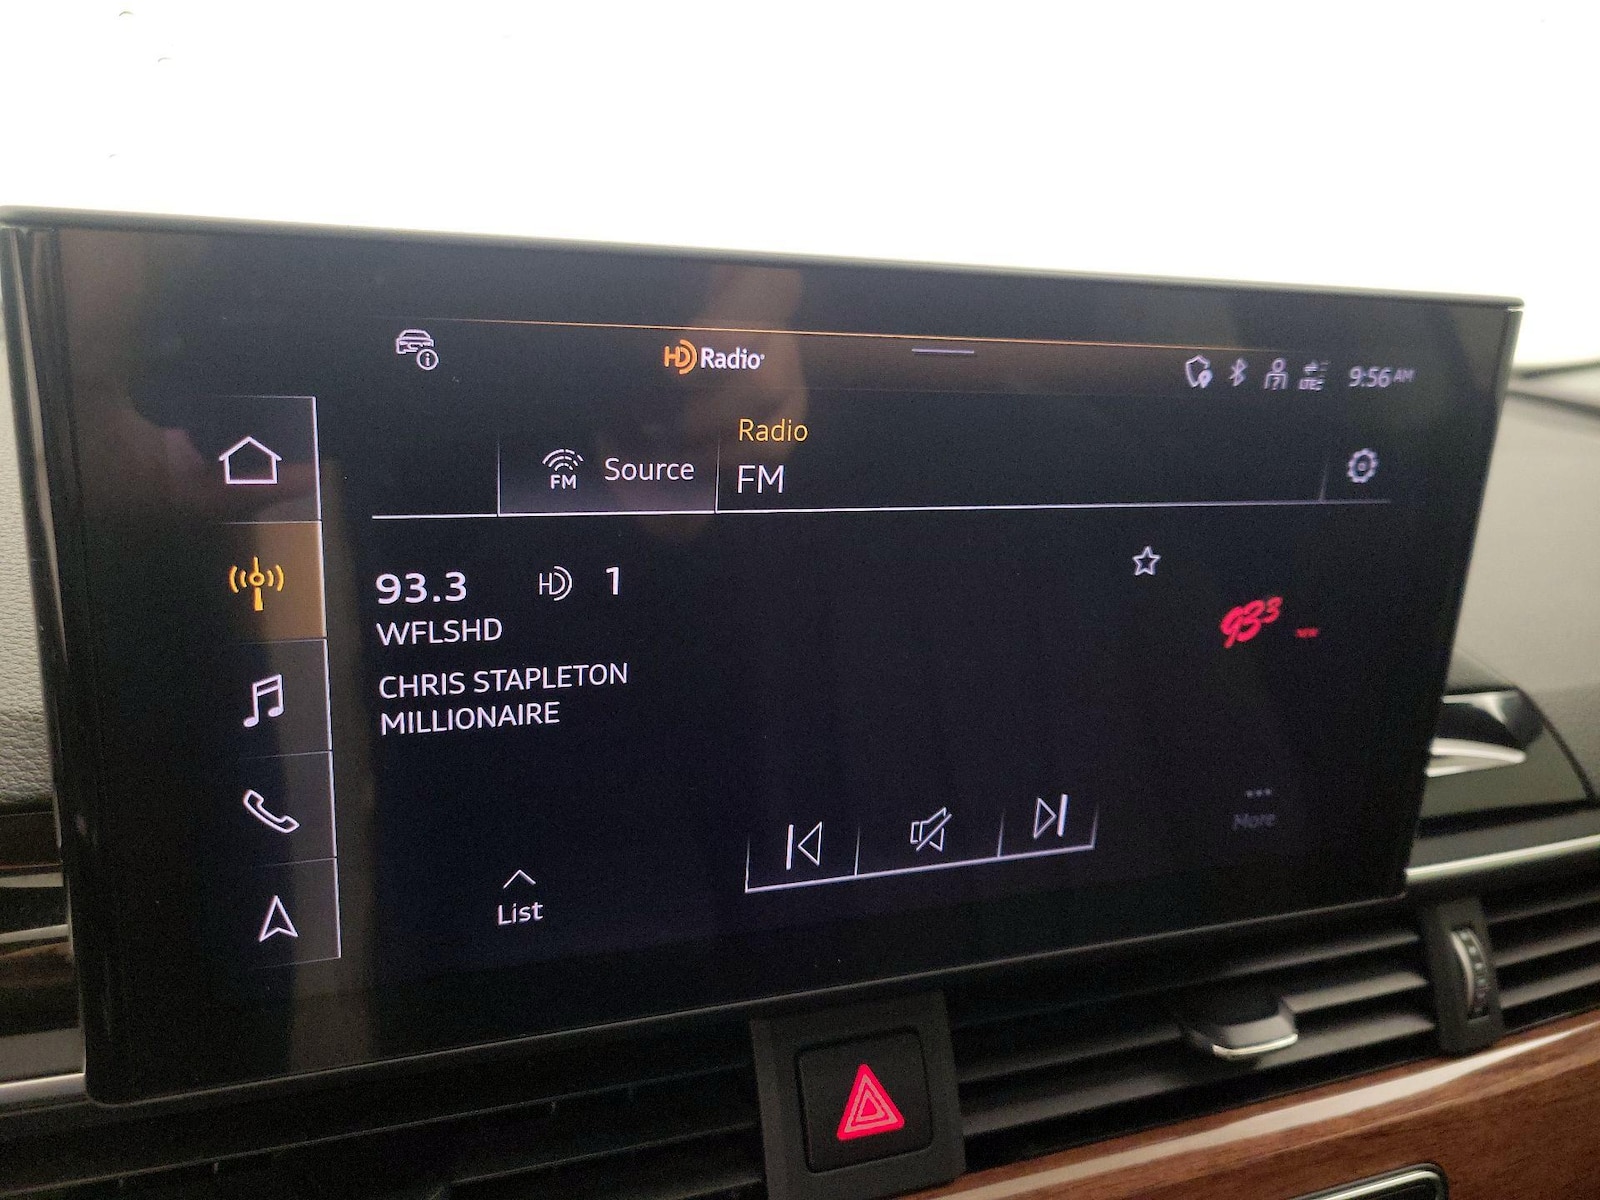 HD Radio
LTE 9:56 AM
Radio
FM Source FM
93.3 HD 1
WFLSHD
CHRIS STAPLETON
MILLIONAIRE
93.3
More
List